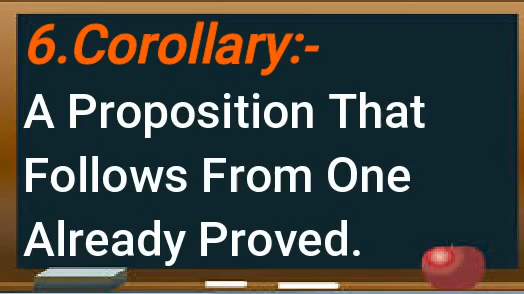 6.Corollary:-
A Proposition That
Follows From One
Already Proved.